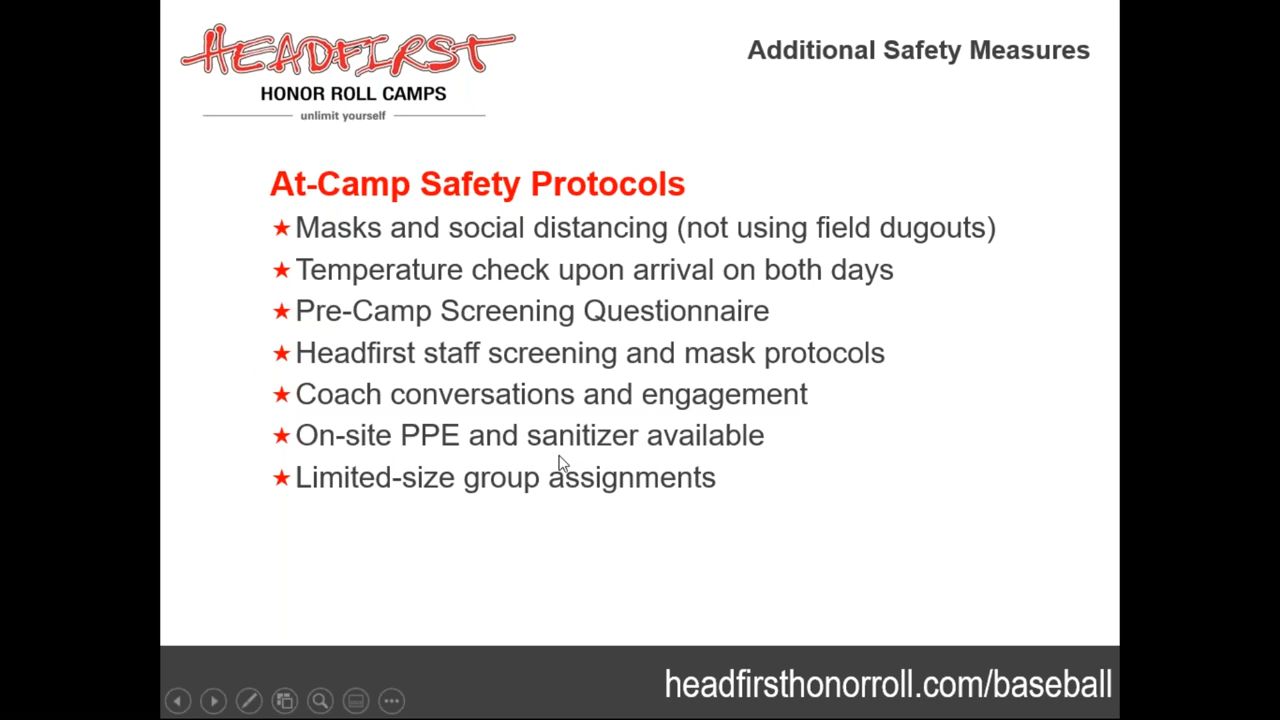 HEADFIRST
HONOR ROLL CAMPS
unlimit yourself
Additional Safety Measures
At-Camp Safety Protocols
★ Masks and social distancing (not using field dugouts)
★ Temperature check upon arrival on both days
★ Pre-Camp Screening Questionnaire
★ Headfirst staff screening and mask protocols
★ Coach conversations and engagement
★ On-site PPE and sanitizer available
★ Limited-size group assignments
headfirsthonorroll.com/baseball